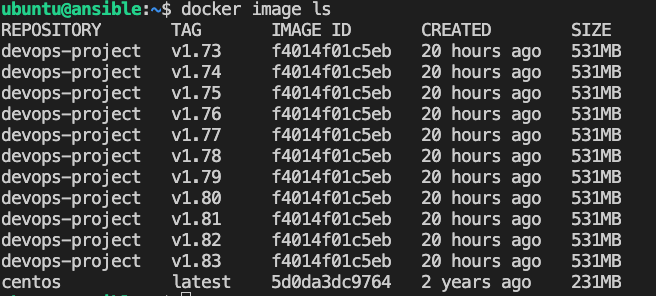 ubuntu@ansible:~$ docker image ls
REPOSITORY TAG IMAGE ID CREATED SIZE
devops-project v1.73 f4014f01c5eb 20 hours ago 531MB
devops-project v1.74 f4014f01c5eb 20 hours ago 531MB
devops-project v1.75 f4014f01c5eb 20 hours ago 531MB
devops-project v1.76 f4014f01c5eb 20 hours ago 531MB
devops-project v1.77 f4014f01c5eb 20 hours ago 531MB
devops-project v1.78 f4014f01c5eb 20 hours ago 531MB
devops-project v1.79 f4014f01c5eb 20 hours ago 531MB
devops-project v1.80 f4014f01c5eb 20 hours ago 531MB
devops-project v1.81 f4014f01c5eb 20 hours ago 531MB
devops-project v1.82 f4014f01c5eb 20 hours ago 531MB
devops-project v1.83 f4014f01c5eb 20 hours ago 531MB
centos latest 5d0da3dc9764 2 years ago 231MB